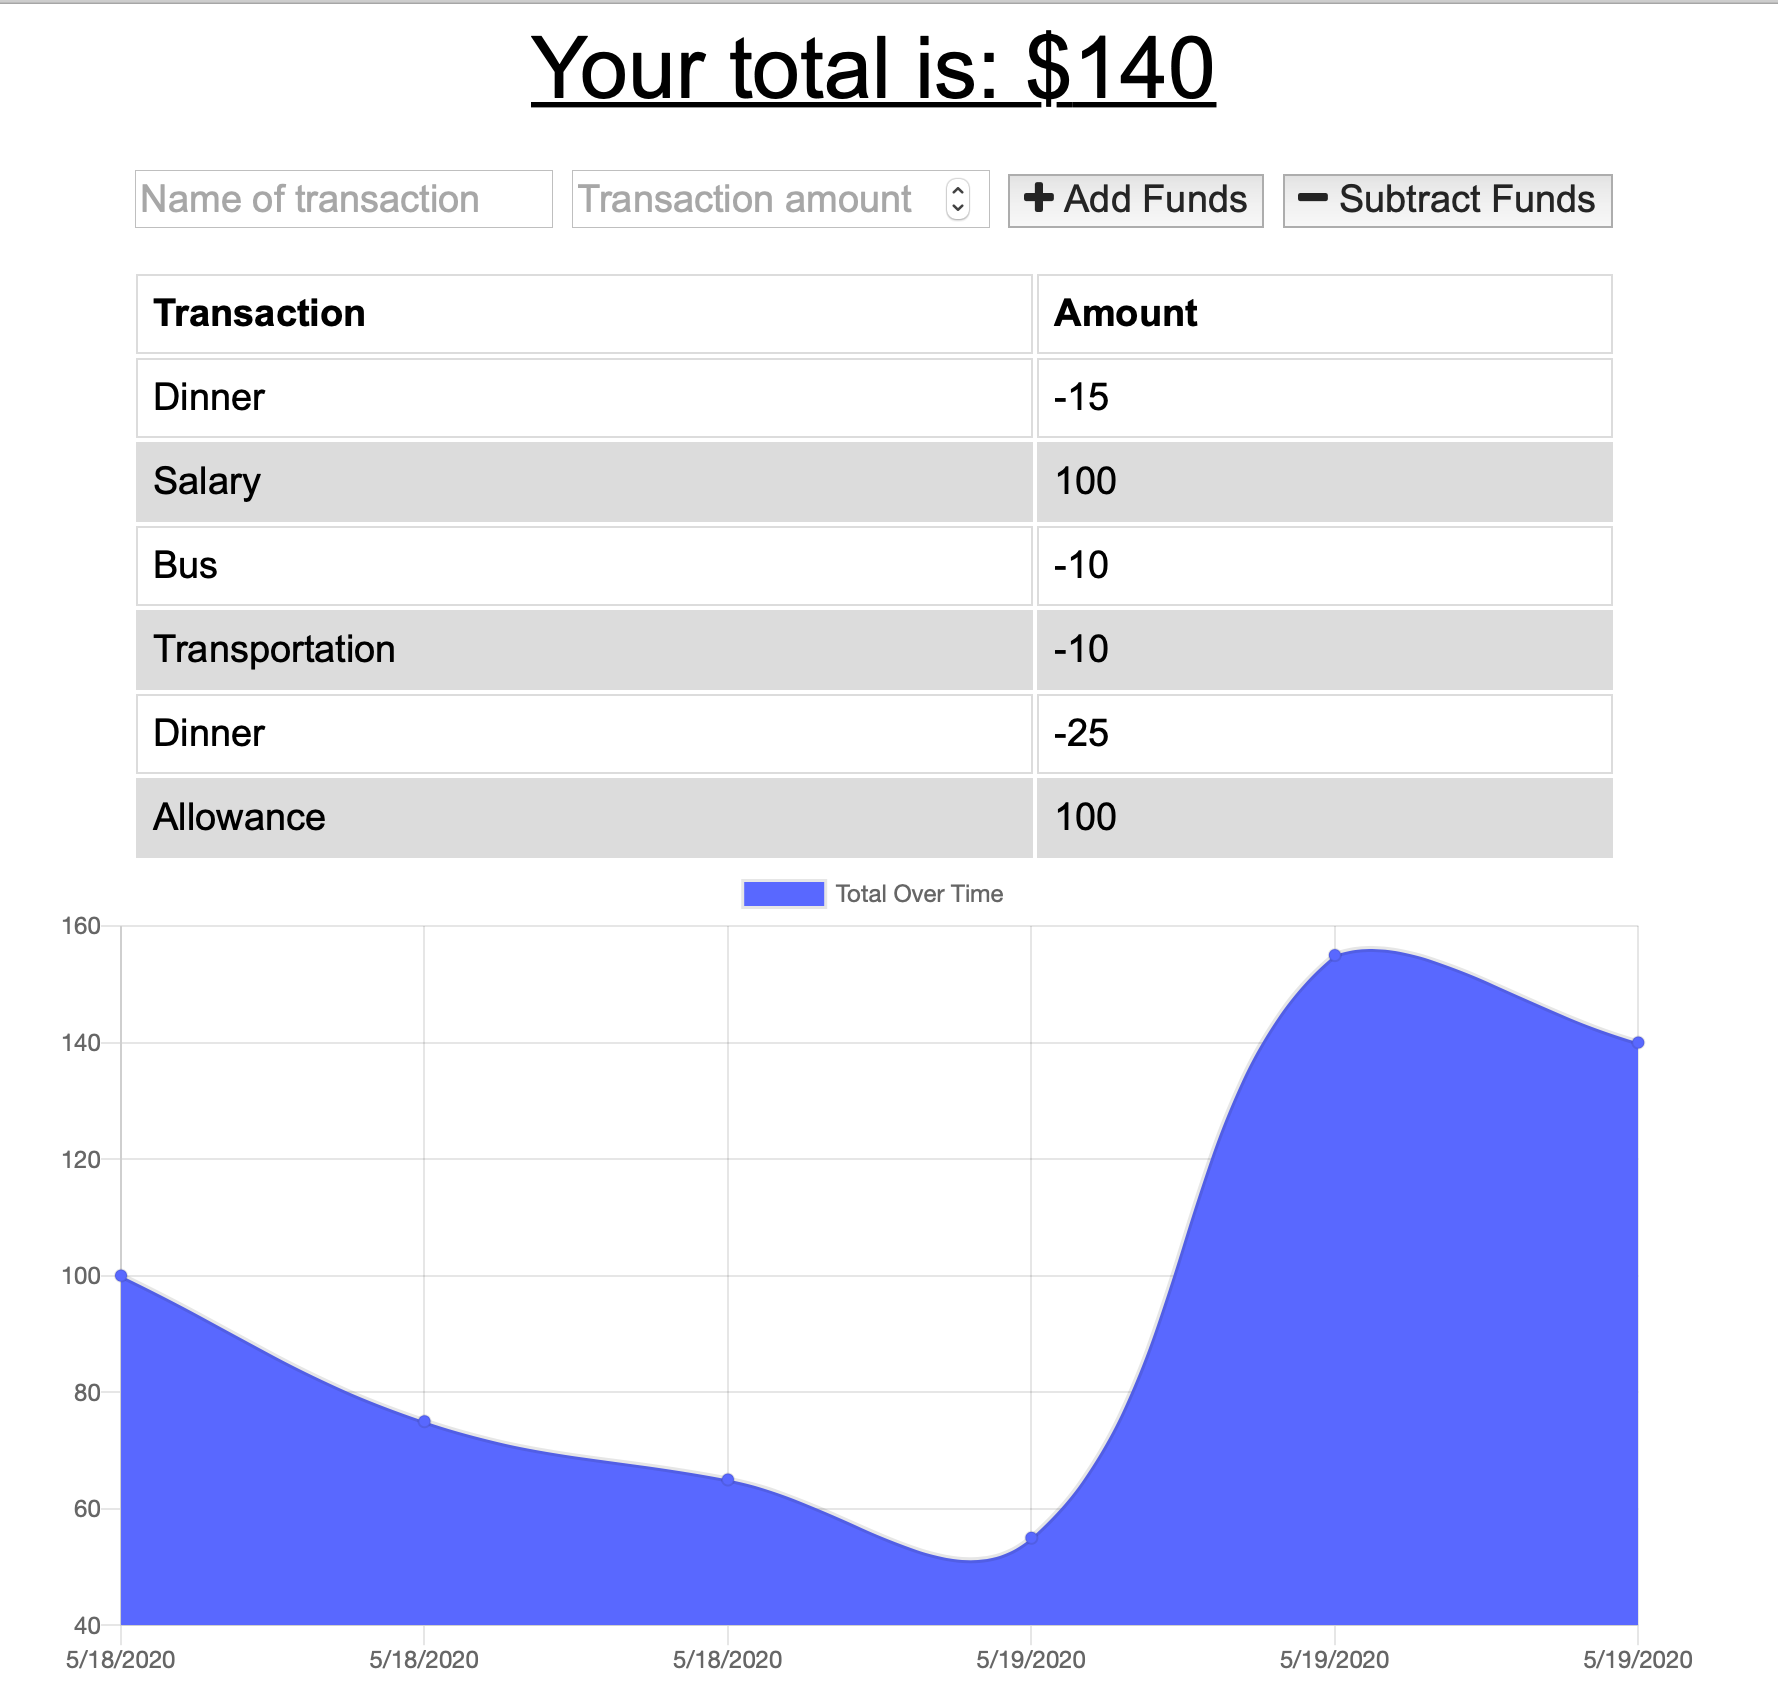 Your total is: $140
Name of transaction Transaction amount Add Funds Subtract Funds
Transaction Amount
Dinner -15
Salary 100
Bus -10
Transportation -10
Dinner -25
Allowance 100
Total Over Time
160
140
120
100
80
60
40
5/18/2020 5/18/2020 5/18/2020 5/19/2020 5/19/2020 5/19/2020